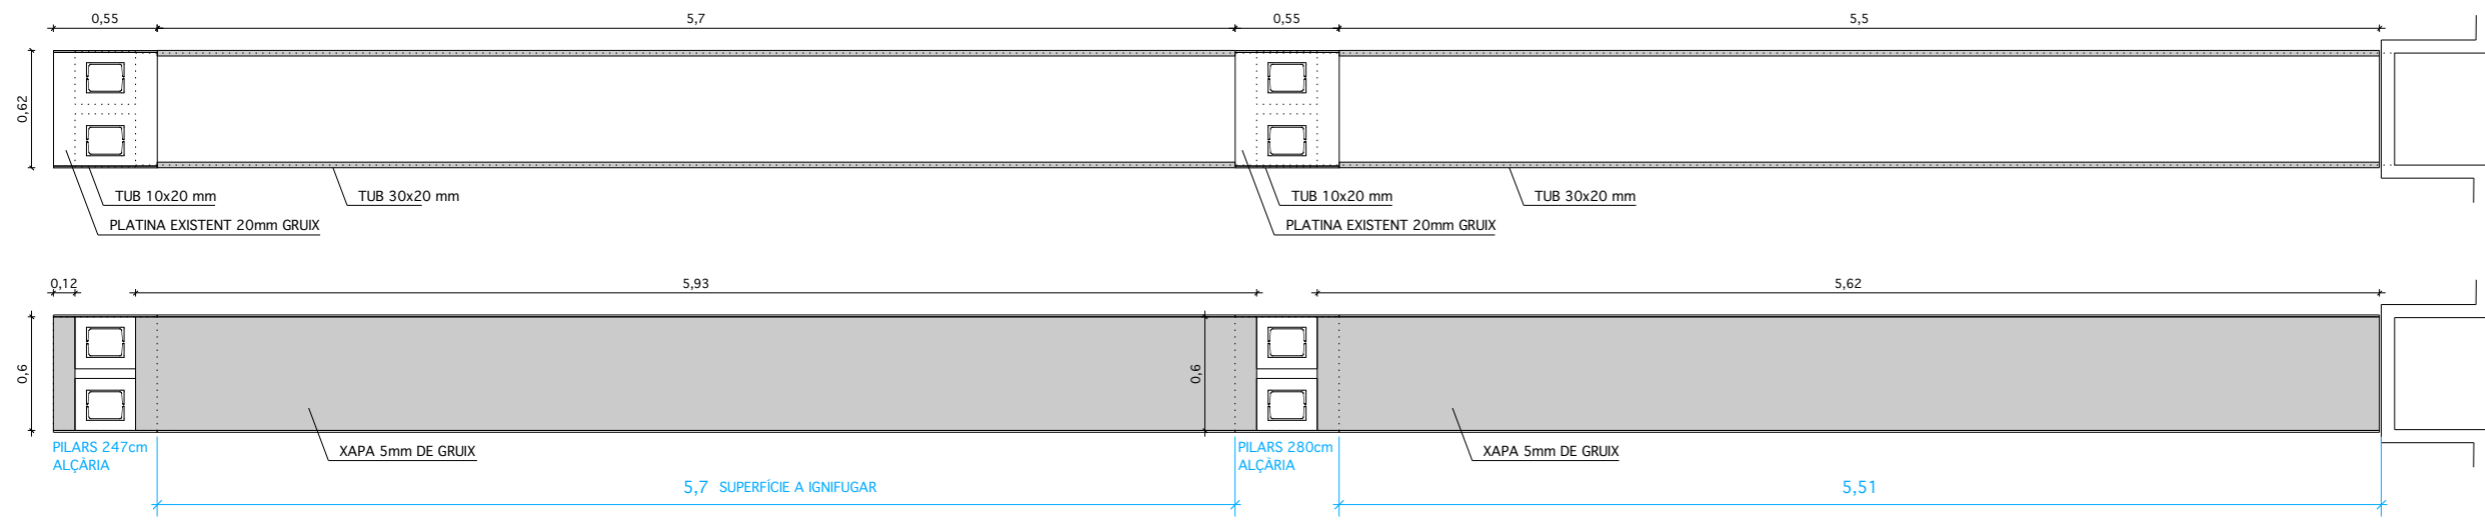 0,55
5,7
0,55
5,5
0,62
TUB 10x20 mm
TUB 30x20 mm
TUB 10x20 mm
TUB 30x20 mm
PLATINA EXISTENT 20mm GRUIX
PLATINA EXISTENT 20mm GRUIX
0,12
5,93
5,62
0,6
0,6
PILARS 247cm
ALÇÀRIA
XAPA 5mm DE GRUIX
PILARS 280cm
ALÇÀRIA
XAPA 5mm DE GRUIX
5,7 SUPERFÍCIE A IGNIFUGAR
5,51